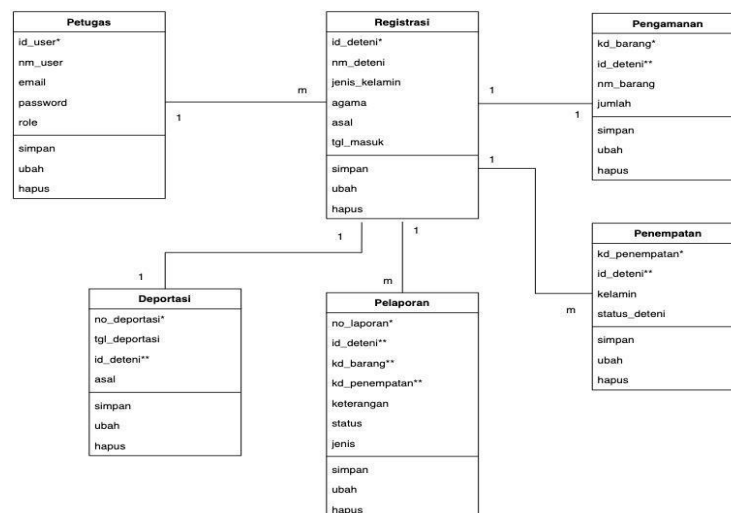 Petugas
id_user*
nm_user
email
password
role
simpan
ubah
hapus
1
m
Registrasi
id_deteni*
nm_deteni
jenis_kelamin
agama
asal
tgl_masuk
simpan
ubah
hapus
1
1
Pengamanan
kd_barang*
id_deteni**
nm_barang
jumlah
simpan
ubah
hapus
1
m
Penempatan
kd_penempatan*
id_deteni**
kelamin
status_deteni
simpan
ubah
hapus
1
1
Deportasi
no_deportasi*
tgl_deportasi
id_deteni**
asal
simpan
ubah
hapus
1
m
Pelaporan
no_laporan*
id_deteni**
kd_barang**
kd_penempatan**
keterangan
status
jenis
simpan
ubah
hapus